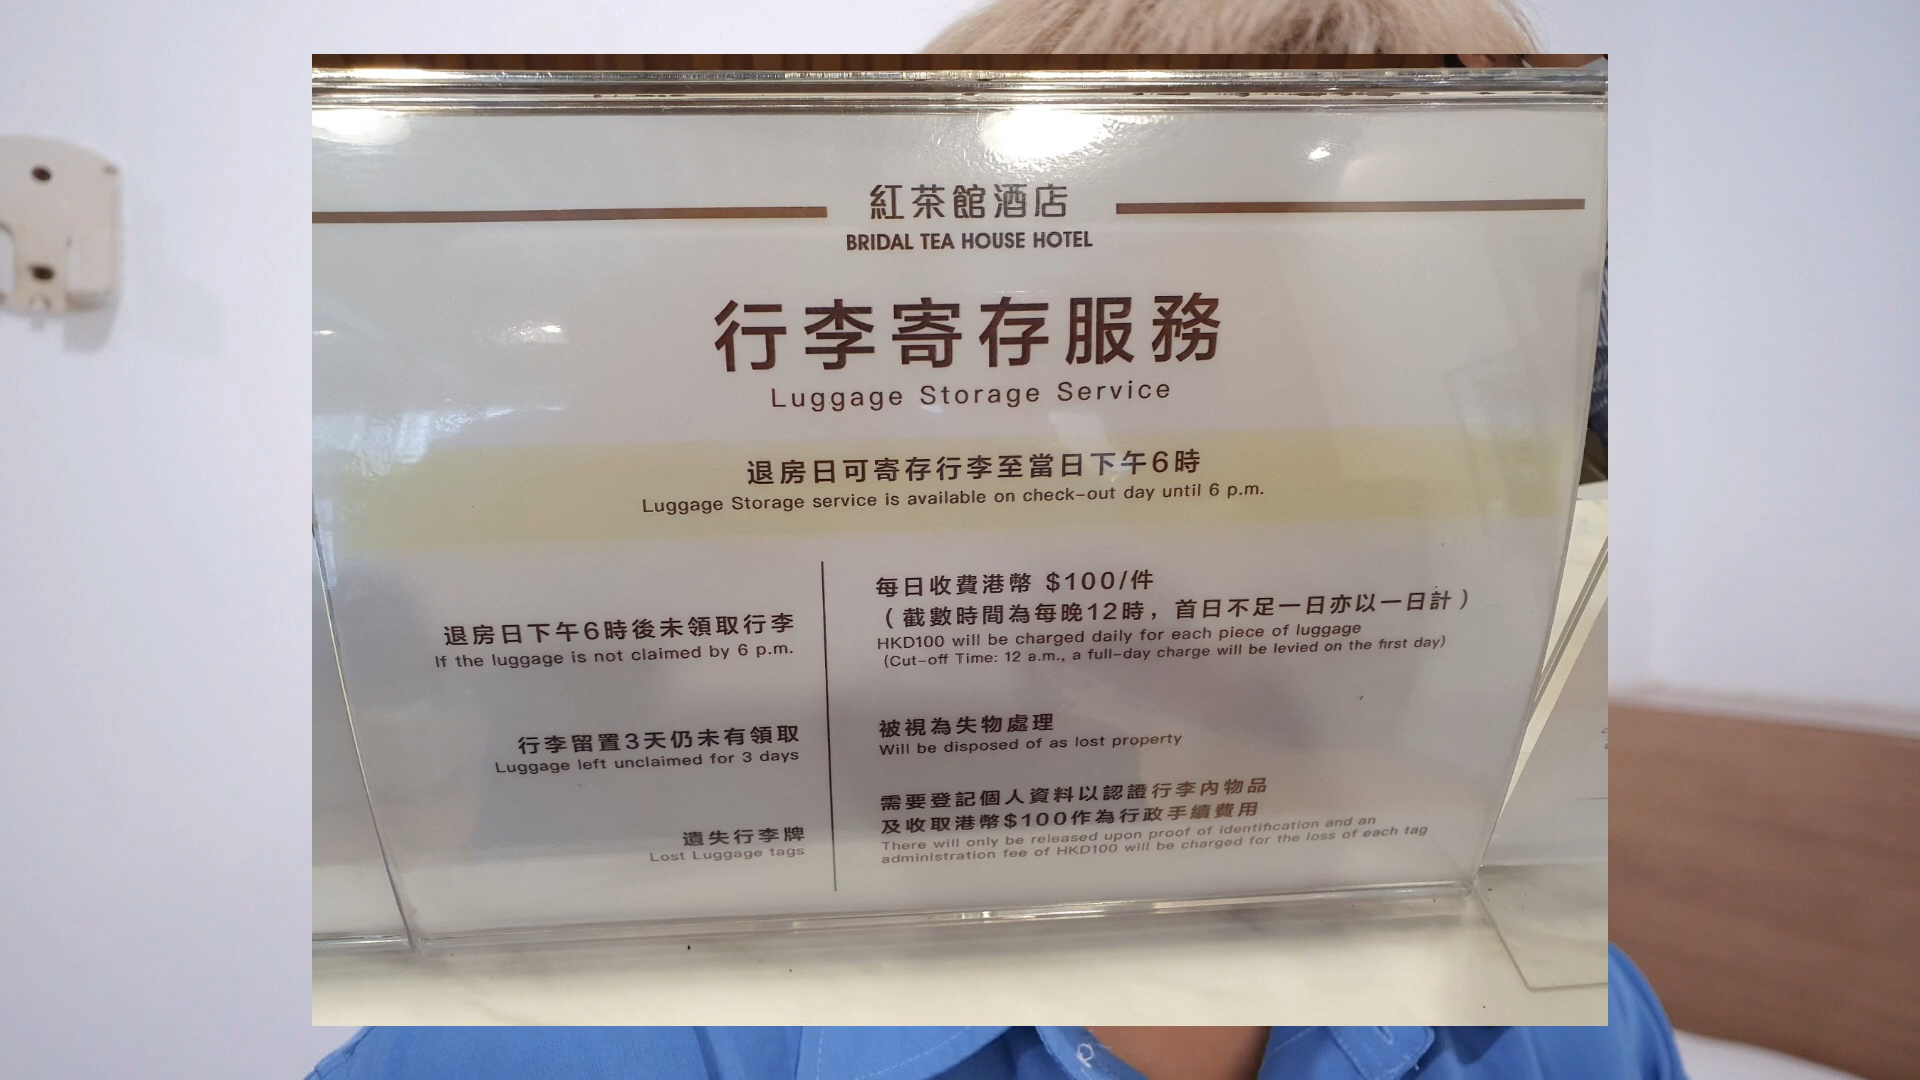 紅茶館酒店
BRIDAL TEA HOUSE HOTEL
行李寄存服務
Luggage Storage Service
退房日可寄存行李至當日下午6時
Luggage Storage service is available on check-out day until 6 p.m.
退房日下午6時後未領取行李
If the luggage is not claimed by 6 p.m.
每日收費港幣 $100/件
（截數時間為每晚12時，首日不足一日亦以一日計）
HKD100 will be charged daily for each piece of luggage
(Cut-off Time: 12 a.m., a full-day charge will be levied on the first day)
行李留置3天仍未有領取
Luggage left unclaimed for 3 days
被視為失物處理
Will be disposed of as lost property
遺失行李牌
Lost Luggage tags
需要登記個人資料以認證行李內物品
及收取港幣$100作為行政手續費用
There will only be released upon proof of identification and an
administration fee of HKD100 will be charged for the loss of each tag